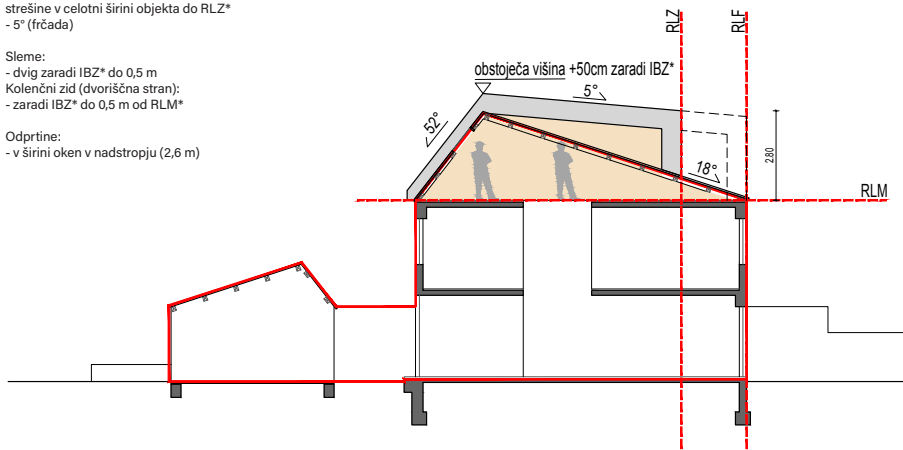 strešine v celotni širini objekta do RLZ*
- 5° (frčada)
Sleme:
- dvig zaradi IBZ* do 0,5 m
Kolenčni zid (dvoriščna stran):
- zaradi IBZ* do 0,5 m od RLM*
Odprtine:
- v širini oken v nadstropju (2,6 m)
RLZ
RLF
obstoječa višina +50cm zaradi IBZ*
5°
52°
18°
2.80
RLM